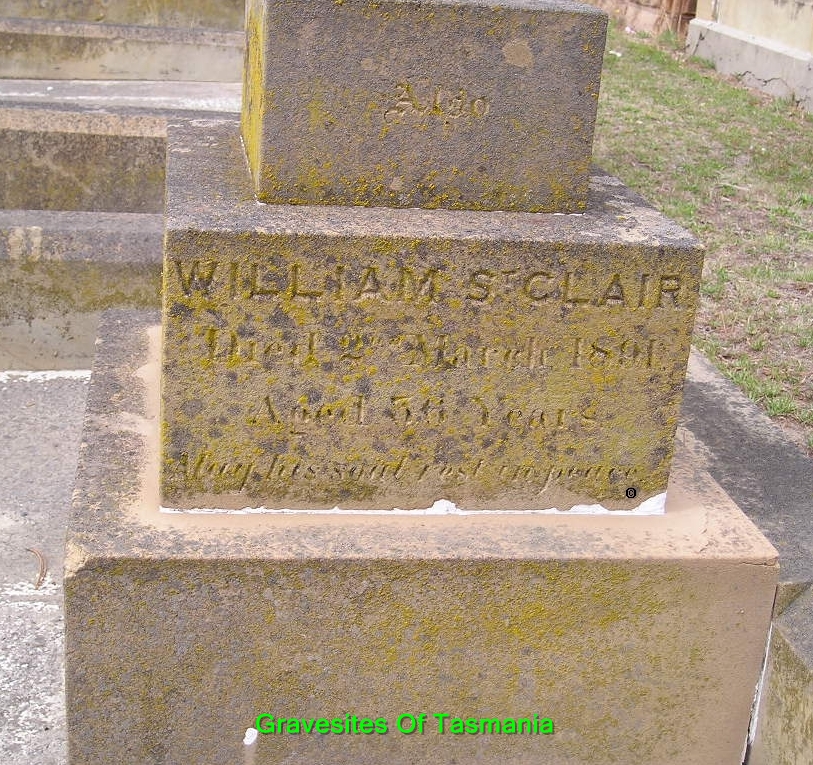 Also
WILLIAM ST CLAIR
Died 2nd March 1891
Aged 36 Years
May his soul rest in peace
©
Gravesites Of Tasmania